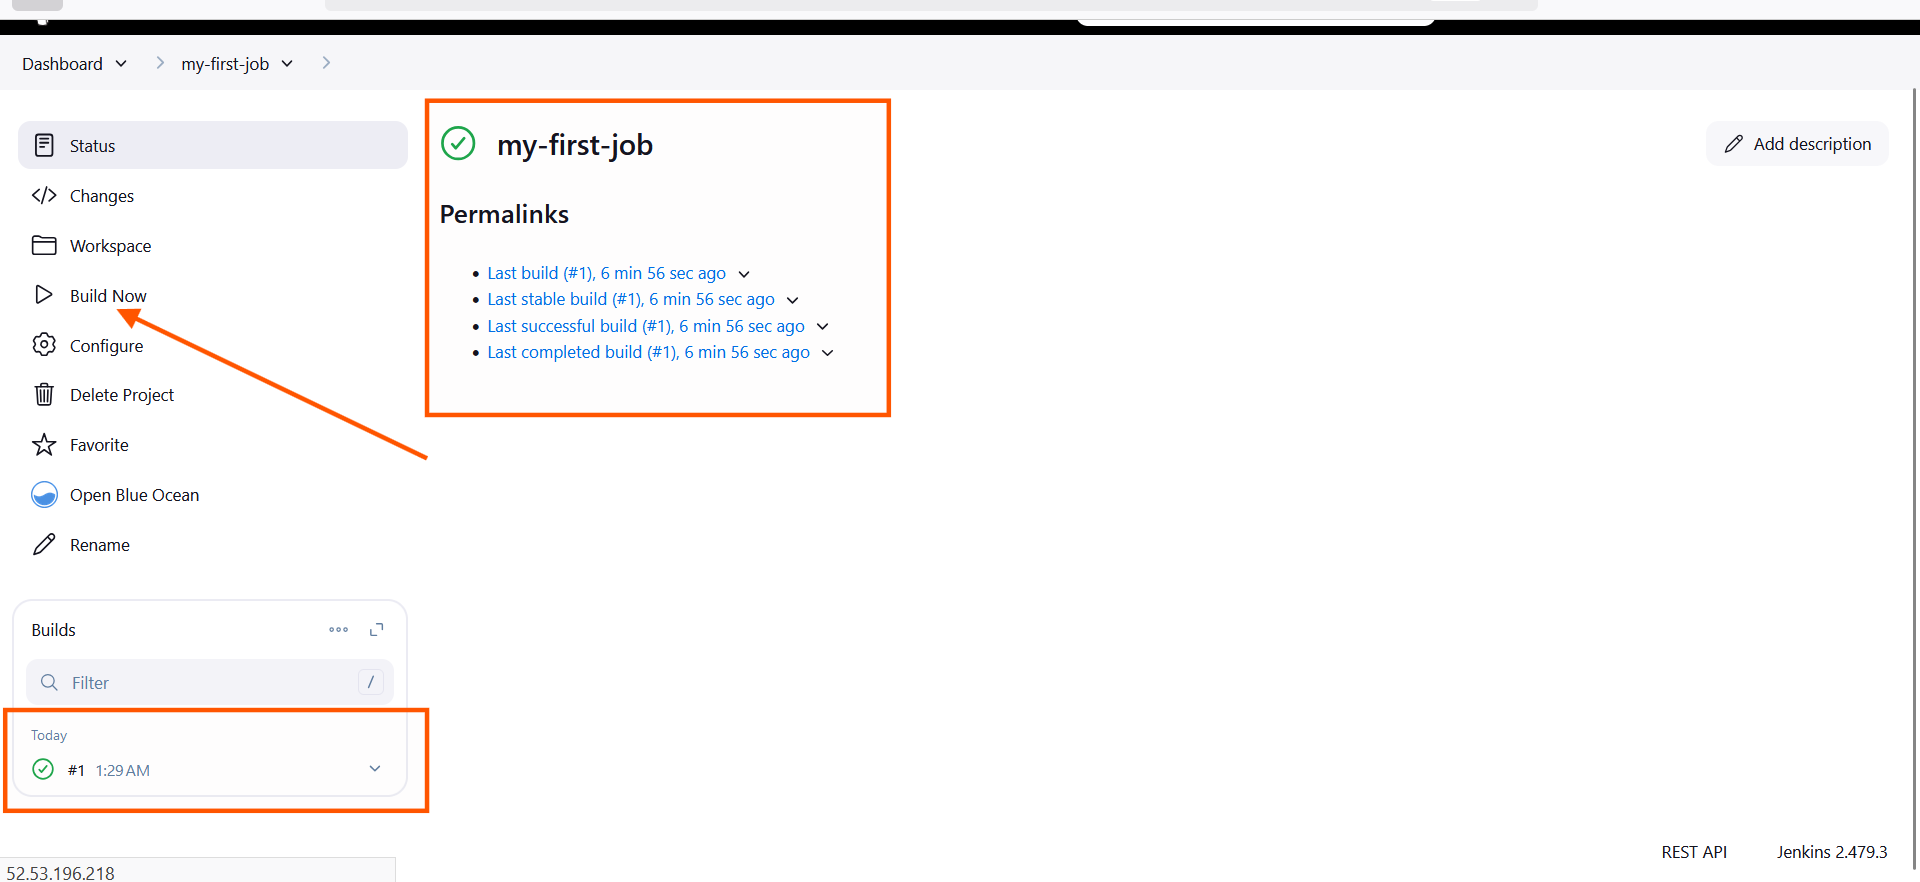 Dashboard my-first-job
Status
Changes
Workspace
Build Now
Configure
Delete Project
Favorite
Open Blue Ocean
Rename
my-first-job
Add description
Permalinks
Last build (#1), 6 min 56 sec ago
Last stable build (#1), 6 min 56 sec ago
Last successful build (#1), 6 min 56 sec ago
Last completed build (#1), 6 min 56 sec ago
Builds
Filter /
Today
#1 1:29 AM
REST API Jenkins 2.479.3
52.53.196.218